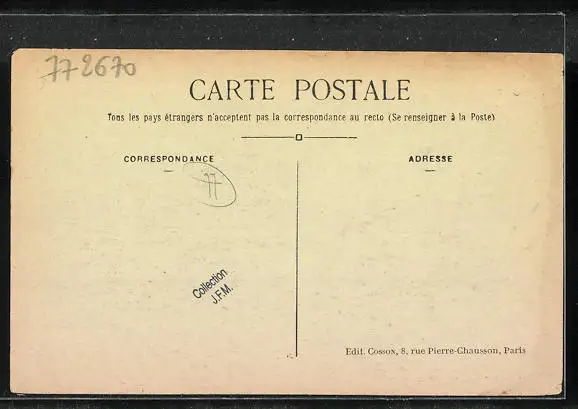 77-2670
CARTE POSTALE
Tous les pays étrangers n'acceptent pas la correspondance au recto (Se renseigner à la Poste)
CORRESPONDANCE
ADRESSE
77
Collection
J.F.M.
Edit. Cosson, 8, rue Pierre-Chausson, Paris